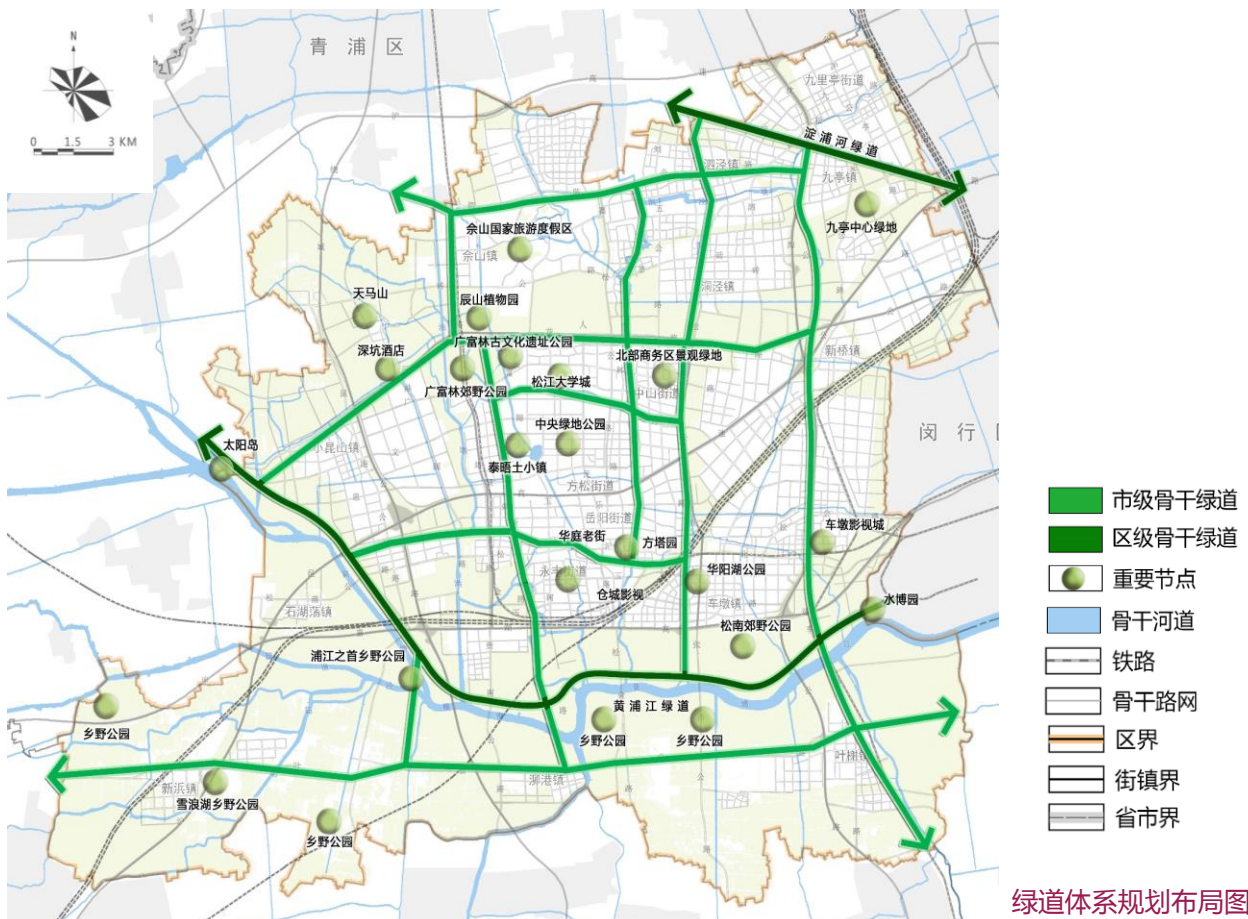 青浦区
N
0 1.5 3 KM
九里亭街道
淀浦河绿道
泗泾镇
九亭镇
九亭中心绿地
佘山国家旅游度假区
佘山镇
洞泾镇
天马山
辰山植物园
广富林古文化遗址公园
北部商务区景观绿地
新桥镇
深坑酒店
广富林郊野公园
松江大学城
中山街道
中央绿地公园
闵行
太阳岛
小昆山镇
泰晤士小镇
方松街道
岳阳街道
华庭老街
方塔园
车墩影视城
永丰街道
华阳湖公园
仓城影视
车墩镇
水博园
石湖荡镇
松南郊野公园
浦江之首乡野公园
黄浦江绿道
乡野公园
乡野公园
乡野公园
叶榭镇
新浜镇
泖港镇
雪浪湖乡野公园
乡野公园
市级骨干绿道
区级骨干绿道
重要节点
骨干河道
铁路
骨干路网
区界
街镇界
省市界
绿道体系规划布局图